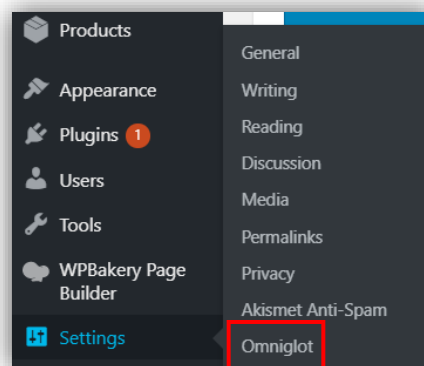 Products
Appearance
Plugins 1
Users
Tools
WPBakery Page
Builder
Settings
General
Writing
Reading
Discussion
Media
Permalinks
Privacy
Akismet Anti-Spam
Omniglot